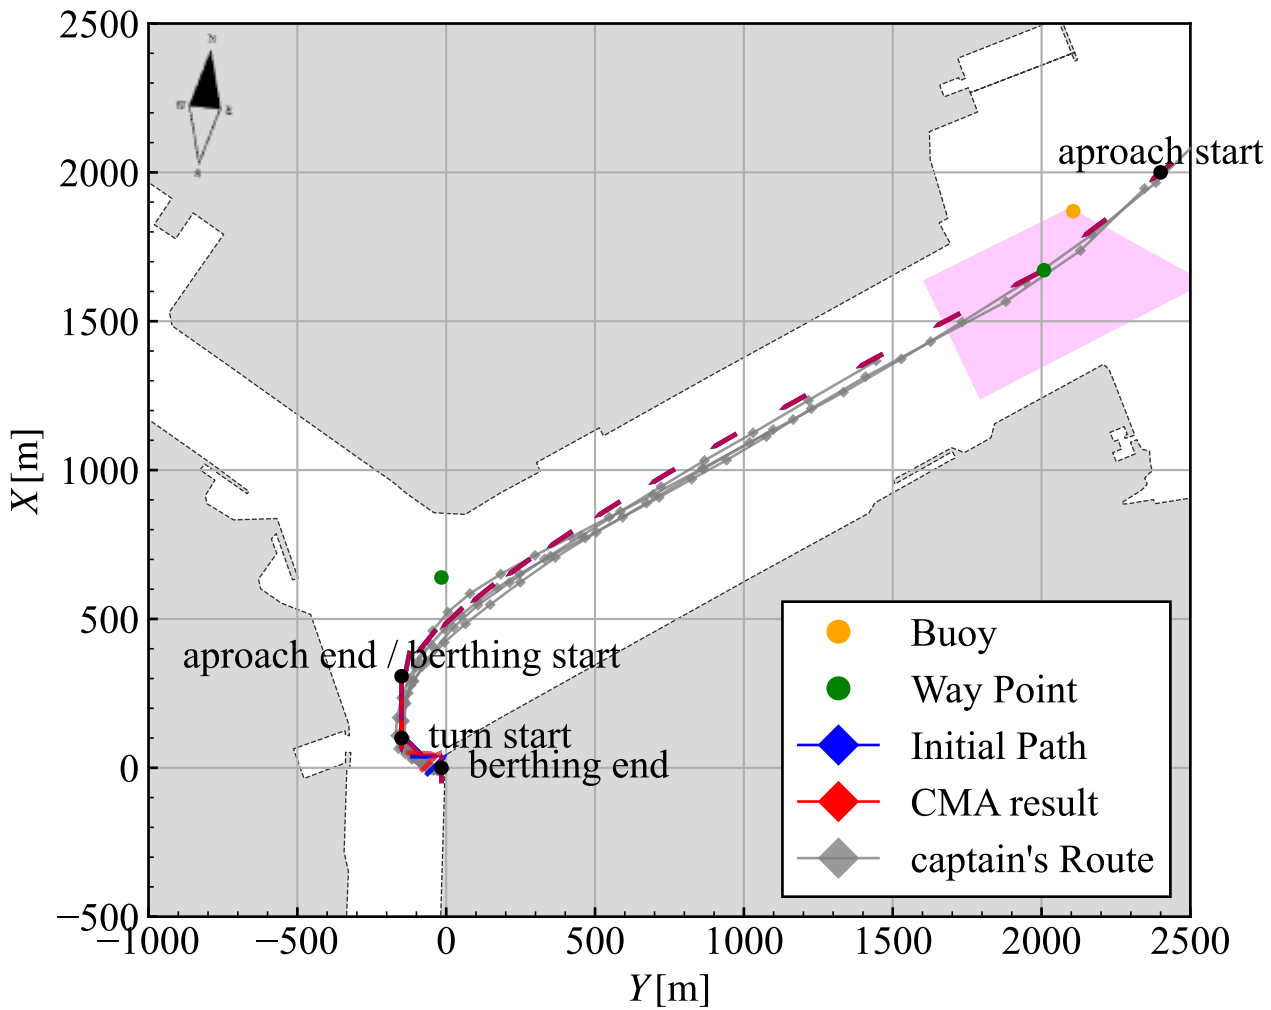 2500
2000
1500
1000
500
0
−500
X [m]
aproach start
aproach end / berthing start
turn start
berthing end
Buoy
Way Point
Initial Path
CMA result
captain's Route
−1000
−500
0
500
1000
1500
2000
2500
Y [m]